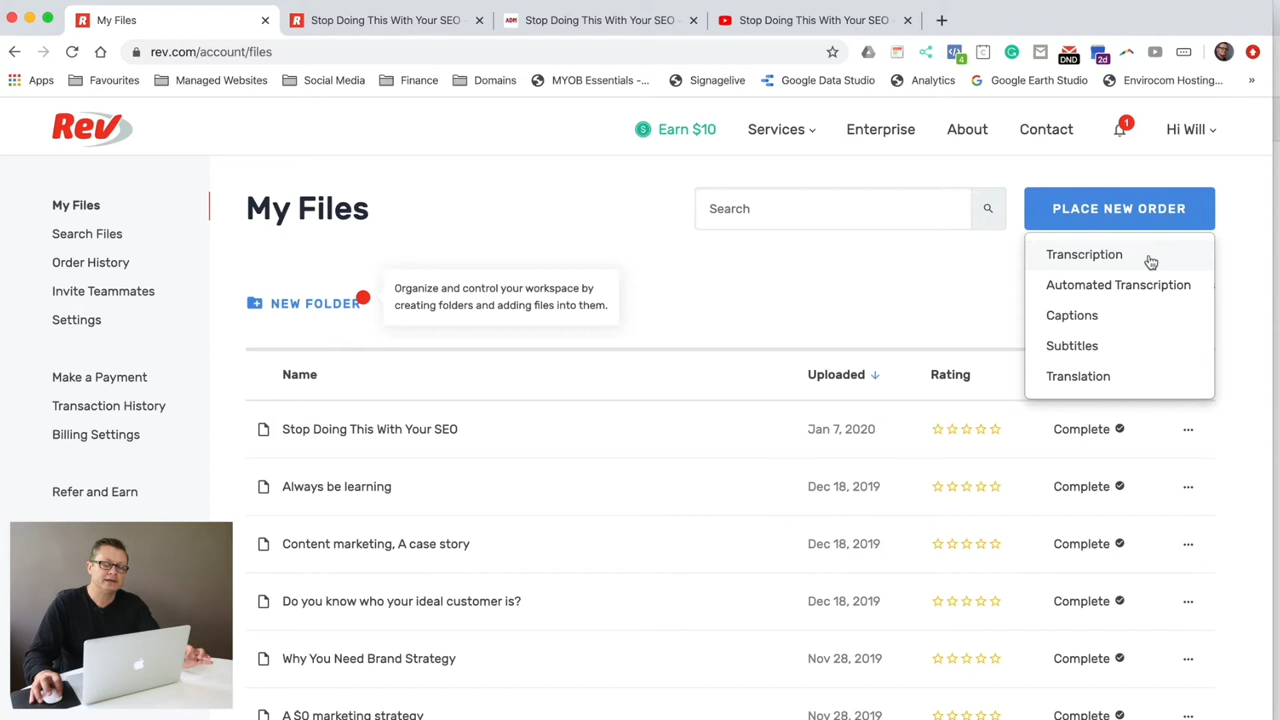 My Files
Stop Doing This With Your SEO
ADM
Stop Doing This With Your SEO
Stop Doing This With Your SEO
rev.com/account/files
4
DND
2d
Apps
Favourites
Managed Websites
Social Media
Finance
Domains
MYOB Essentials -...
Signagelive
Google Data Studio
Analytics
Google Earth Studio
Envirocom Hosting...
»
Rev
Earn $10
Services
Enterprise
About
Contact
1
Hi Will
My Files
Search Files
Order History
Invite Teammates
Settings
Make a Payment
Transaction History
Billing Settings
Refer and Earn
My Files
Search
PLACE NEW ORDER
Transcription
Automated Transcription
Captions
Subtitles
Translation
NEW FOLDER
Organize and control your workspace by
creating folders and adding files into them.
Name Uploaded Rating
Stop Doing This With Your SEO Jan 7, 2020 Complete
Always be learning Dec 18, 2019 Complete
Content marketing, A case story Dec 18, 2019 Complete
Do you know who your ideal customer is? Dec 18, 2019 Complete
Why You Need Brand Strategy Nov 28, 2019 Complete
A $0 marketing strategy Nov 28, 2019 Complete